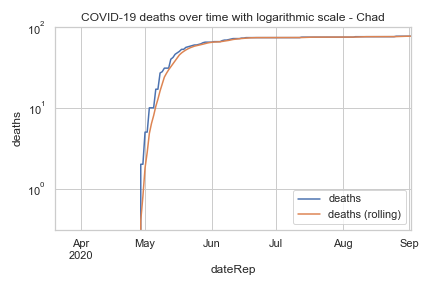 COVID-19 deaths over time with logarithmic scale - Chad
10²
10¹
10⁰
deaths
deaths
deaths (rolling)
Apr May Jun Jul Aug Sep
2020
dateRep